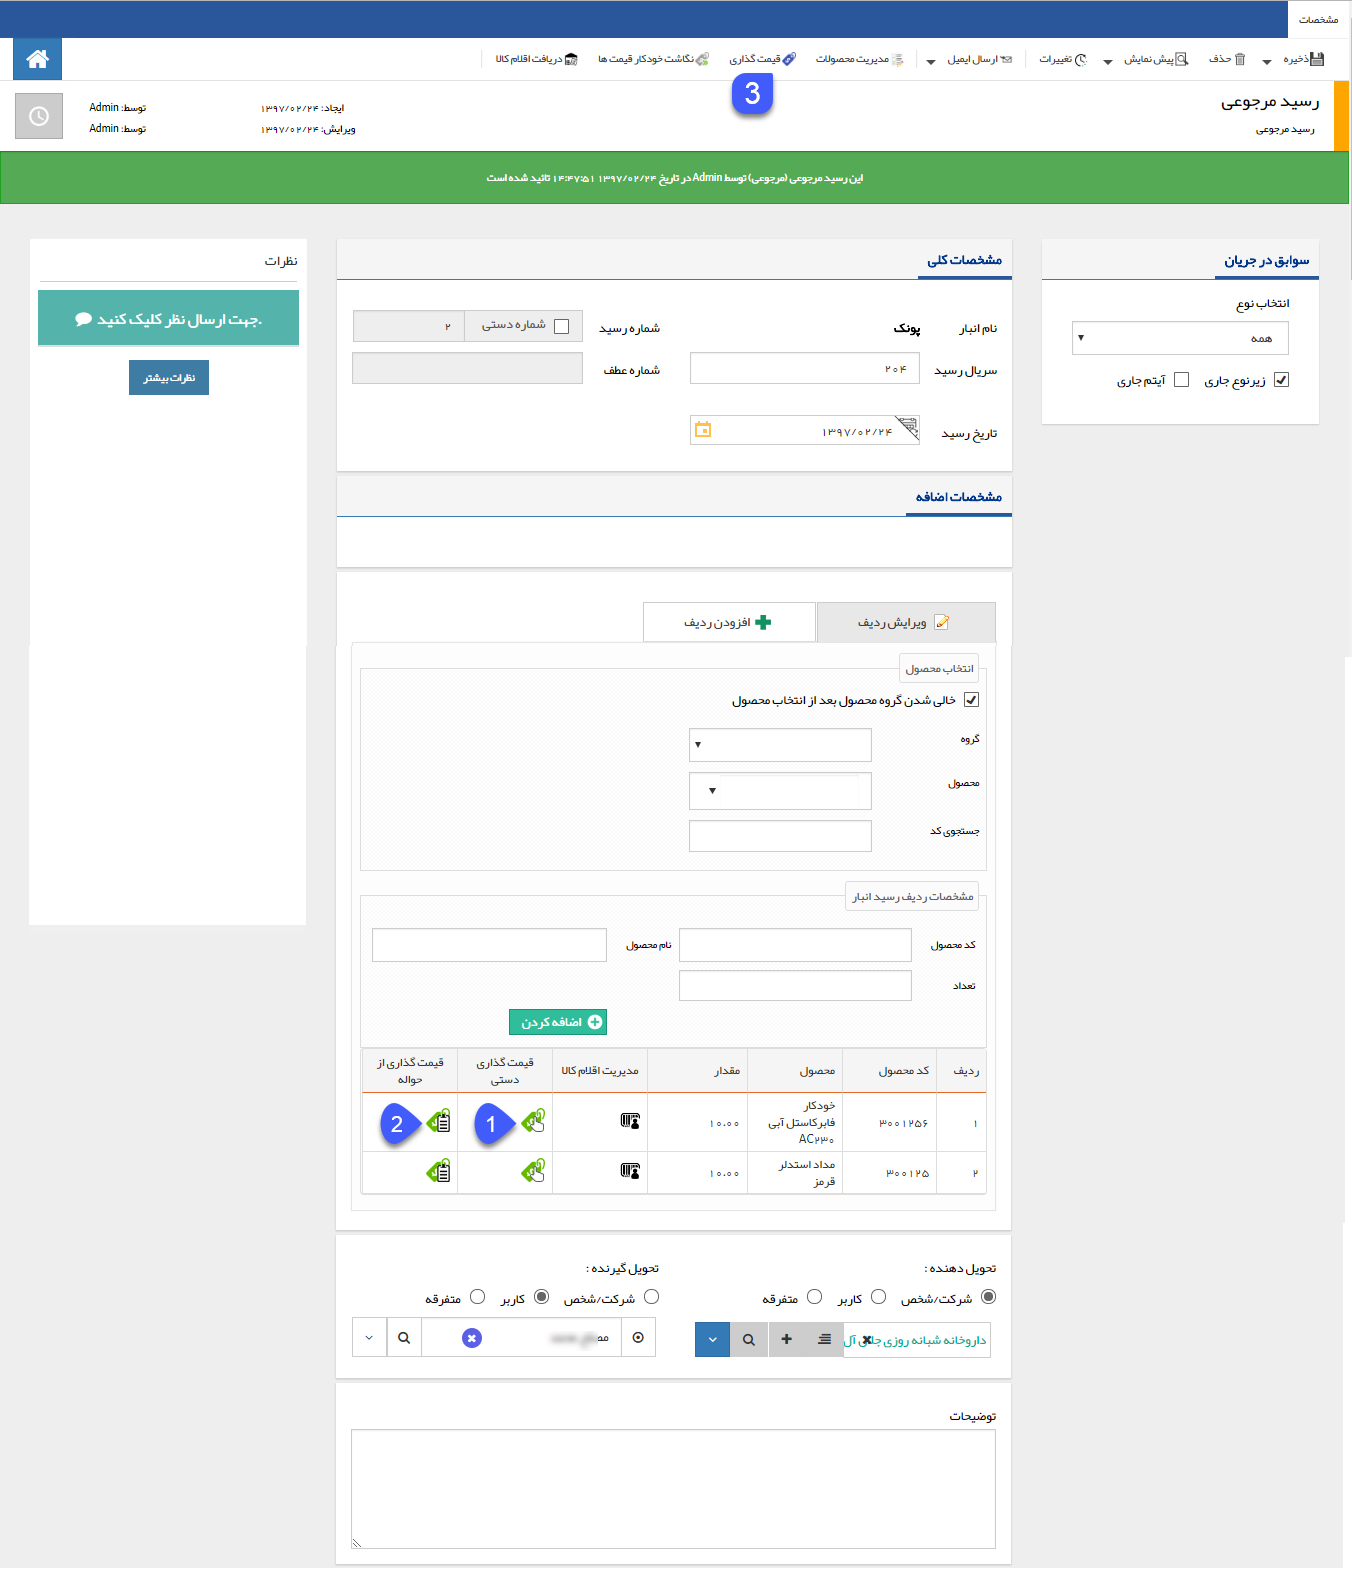 مشخصات
ذخیره
حذف
پیش نمایش
تغییرات
ارسال ایمیل
مدیریت محصولات
قیمت گذاری
نگاشت خودکار قیمت ها
دریافت اقلام کالا
3
رسید مرجوعی
رسید مرجوعی
ایجاد: ۱۳۹۷/۰۲/۲۴
توسط: Admin
ویرایش: ۱۳۹۷/۰۲/۲۴
توسط: Admin
این رسید مرجوعی (مرجوعی) توسط Admin در تاریخ ۱۳۹۷/۰۲/۲۴ ۱۴:۴۷:۵۱ تائید شده است
سوابق در جریان
انتخاب نوع
همه
زیرنوع جاری
آیتم جاری
مشخصات کلی
نام انبار
پونک
شماره رسید
شماره دستی
۲
سریال رسید
۲۰۴
شماره عطف
تاریخ رسید
۱۳۹۷/۰۲/۲۴
نظرات
جهت ارسال نظر کلیک کنید.
نظرات بیشتر
مشخصات اضافه
ویرایش ردیف
افزودن ردیف
انتخاب محصول
خالی شدن گروه محصول بعد از انتخاب محصول
گروه
محصول
جستجوی کد
مشخصات ردیف رسید انبار
کد محصول
نام محصول
تعداد
اضافه کردن
ردیف
کد محصول
محصول
مقدار
مدیریت اقلام کالا
قیمت گذاری
دستی
قیمت گذاری از
حواله
۱
۳۰۰۱۲۵۶
خودکار
فابرکاستل آبی
AC۲۳۰
۱۰.۰۰
1
2
۲
۳۰۰۱۲۵
مداد استدلر
قرمز
۱۰.۰۰
تحویل دهنده :
شرکت/شخص
کاربر
متفرقه
داروخانه شبانه روزی
تحویل گیرنده :
شرکت/شخص
کاربر
متفرقه
توضیحات